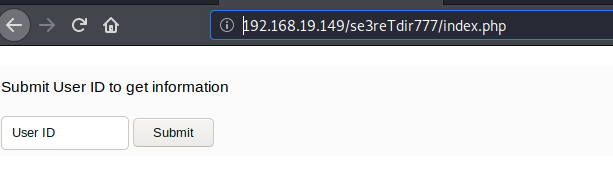 192.168.19.149/se3reTdir777/index.php
Submit User ID to get information
User ID Submit